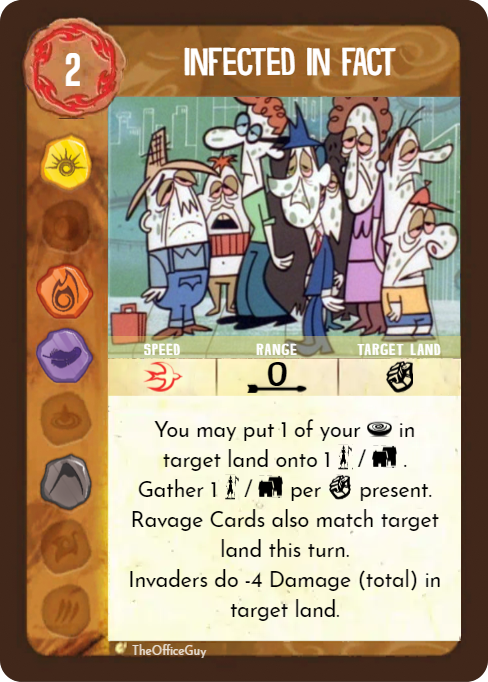 2
INFECTED IN FACT
SPEED RANGE TARGET LAND
0
You may put 1 of your in
target land onto 1 / .
Gather 1 / per present.
Ravage Cards also match target
land this turn.
Invaders do -4 Damage (total) in
target land.
TheOfficeGuy